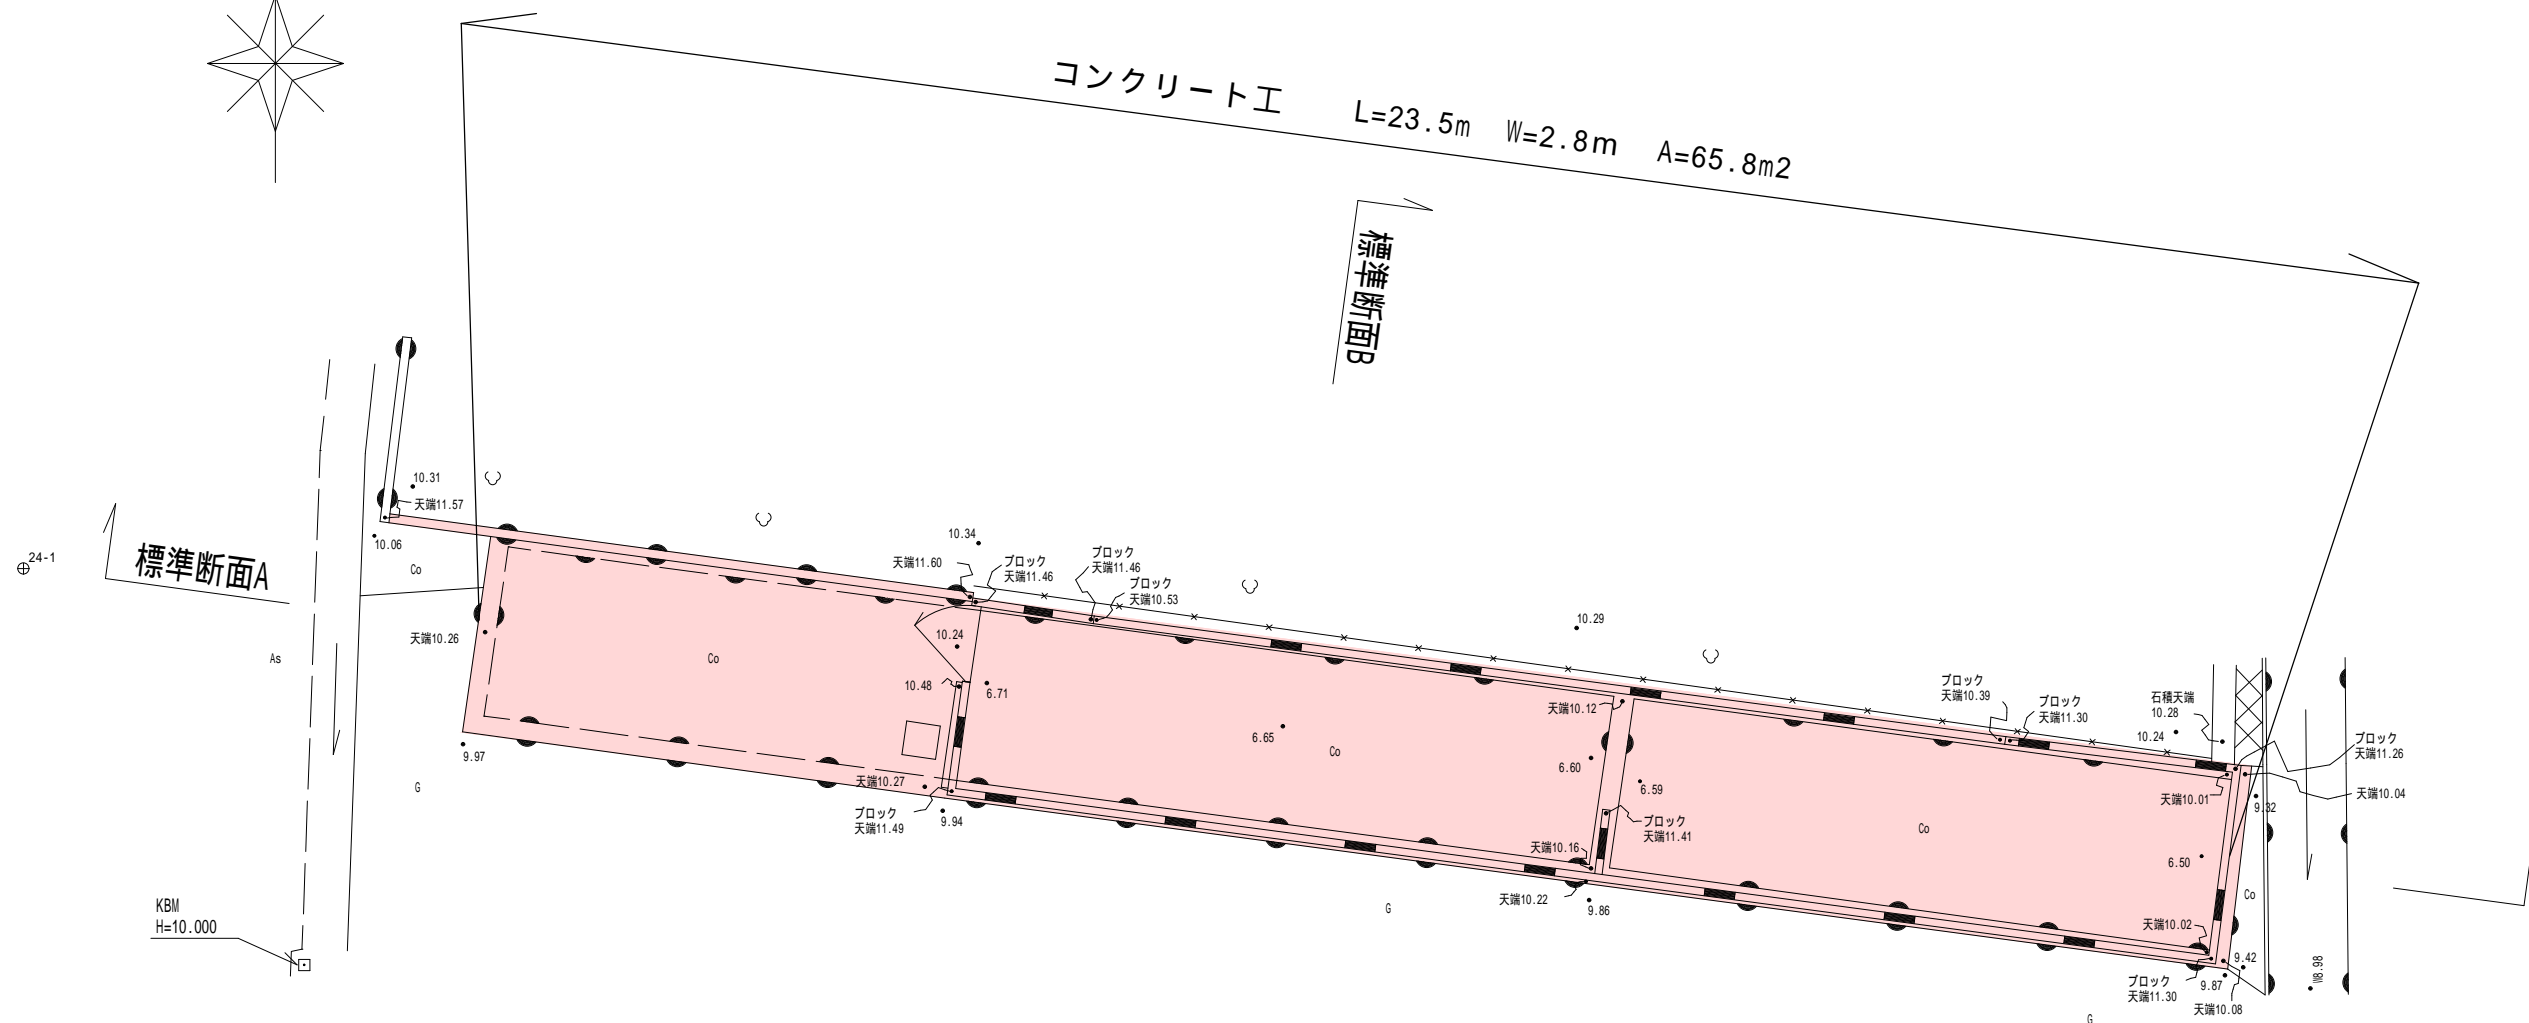 コンクリート工 L=23.5m W=2.8m A=65.8m2
標準断面B
10.31
天端11.57
10.06
Co
24-1
標準断面A
As
天端10.26
9.97
G
KBM
H=10.000
Co
10.34
天端11.60
ブロック
天端11.46
ブロック
天端11.46
ブロック
天端10.53
10.24
10.48
6.71
天端10.27
ブロック
天端11.49
9.94
6.65
Co
10.29
天端10.12
6.60
6.59
ブロック
天端11.41
天端10.16
天端10.22
9.86
G
ブロック
天端10.39
ブロック
天端11.30
石積天端
10.28
10.24
ブロック
天端11.26
天端10.01
天端10.04
9.32
Co
6.50
Co
天端10.02
9.42
9.87
ブロック
天端11.30
天端10.08
W8.98
G